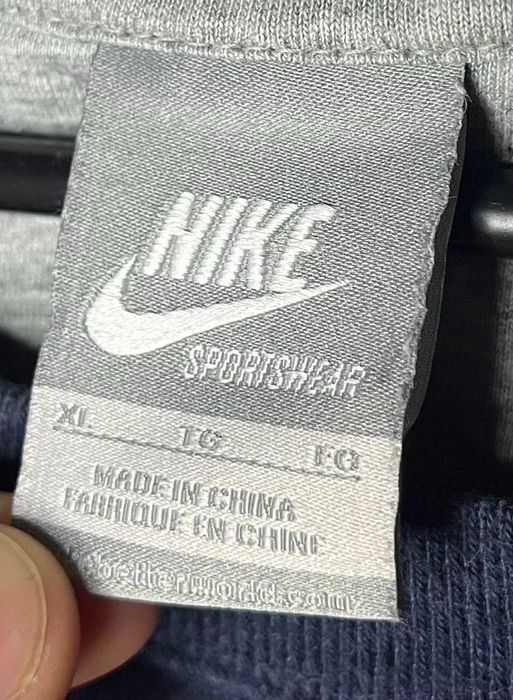 NIKE
SPORTSWEAR
XL TG EG
MADE IN CHINA
FABRIQUE EN CHINE
betterworld.com